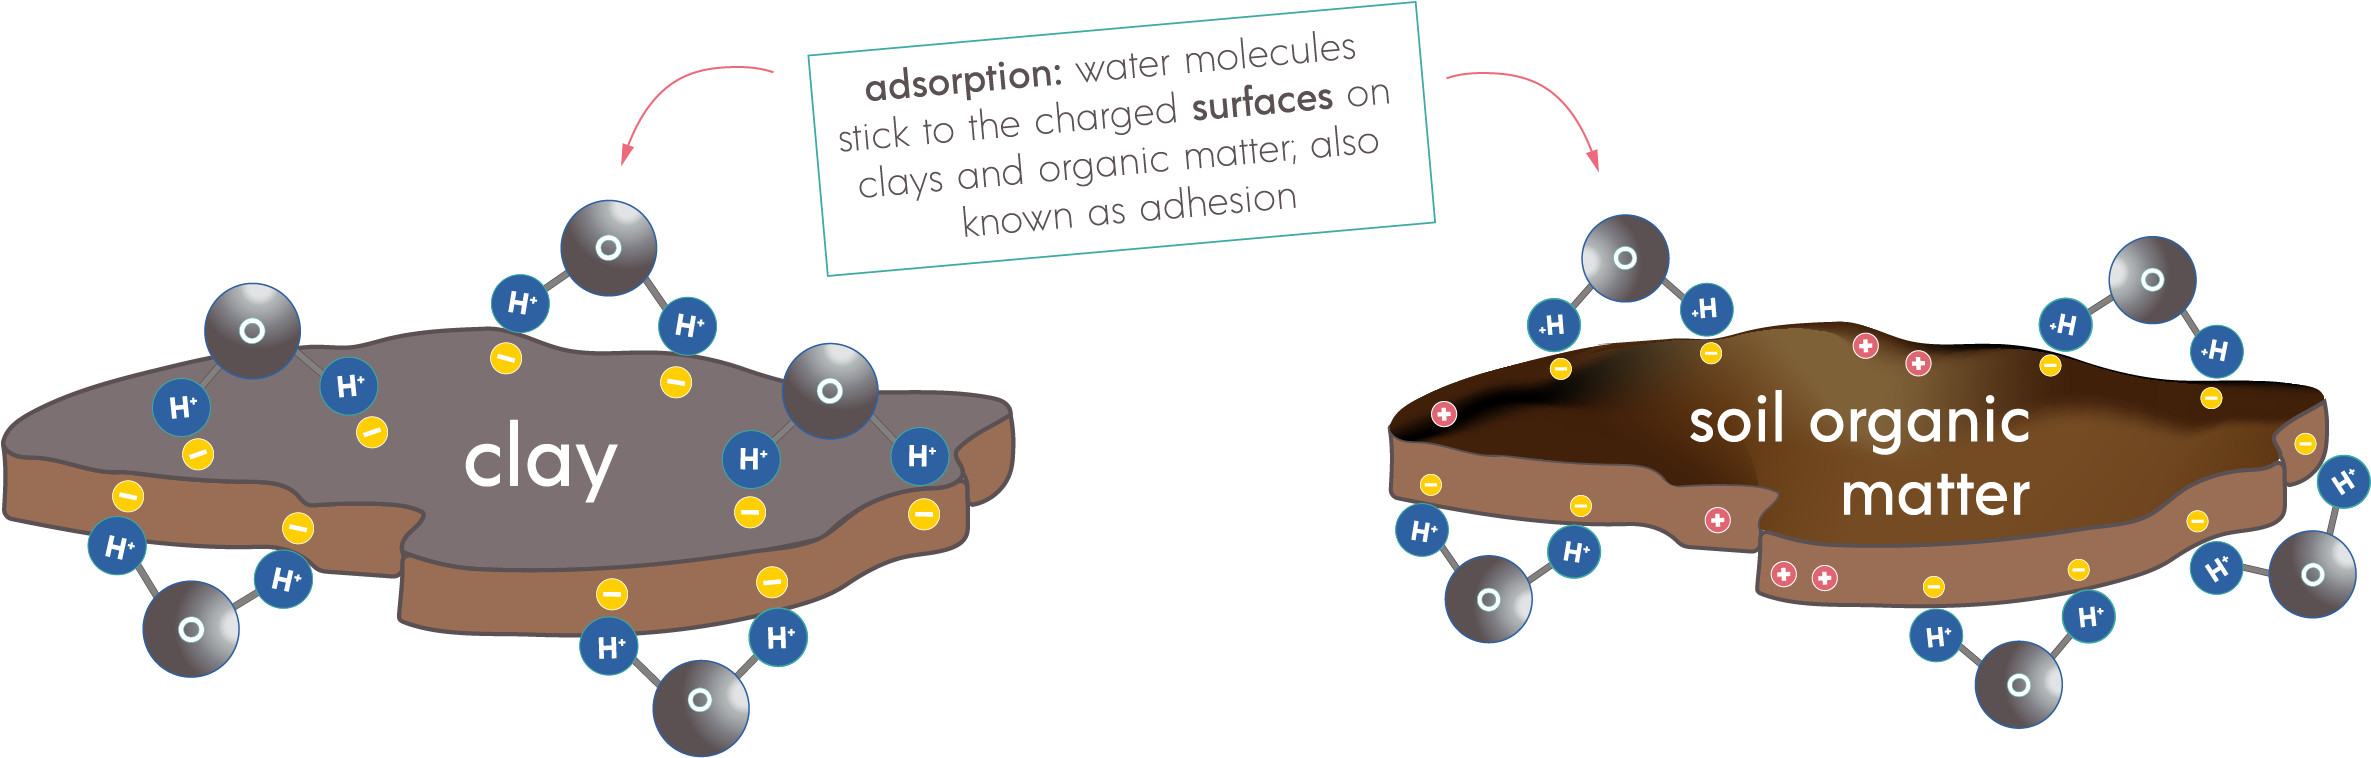 adsorption: water molecules
stick to the charged surfaces on
clays and organic matter; also
known as adhesion
O
H⁺ H⁺
O
H⁺ H⁺
O
H⁺ H⁺
clay
H⁺ H⁺
O
H⁺ H⁺
O
O
₊H ₊H
O
₊H ₊H
soil organic
matter
H⁺ H⁺
O
H⁺ H⁺
O
H⁺ H⁺
O